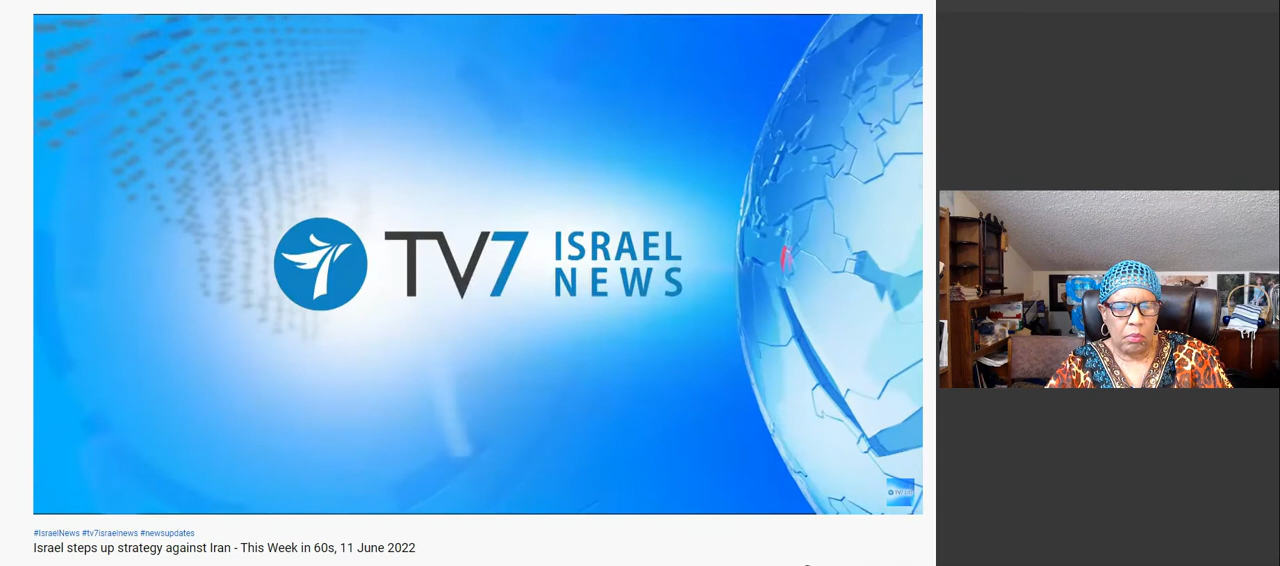 TV7 ISRAEL
NEWS
#IsraelNews #tv7israelnews #newsupdates
Israel steps up strategy against Iran - This Week in 60s, 11 June 2022